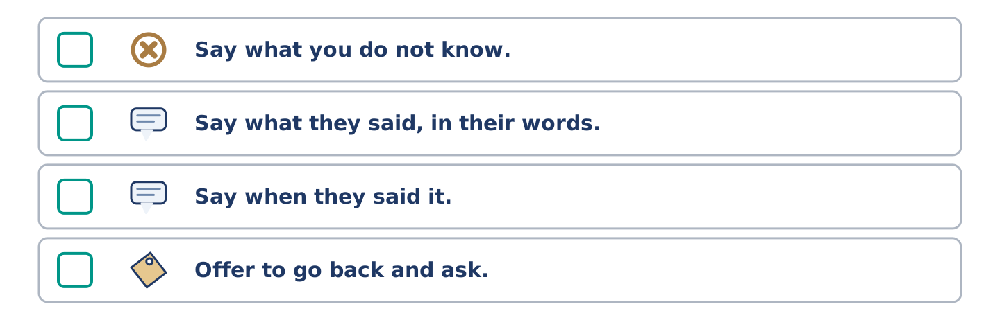 Say what you do not know.
Say what they said, in their words.
Say when they said it.
Offer to go back and ask.